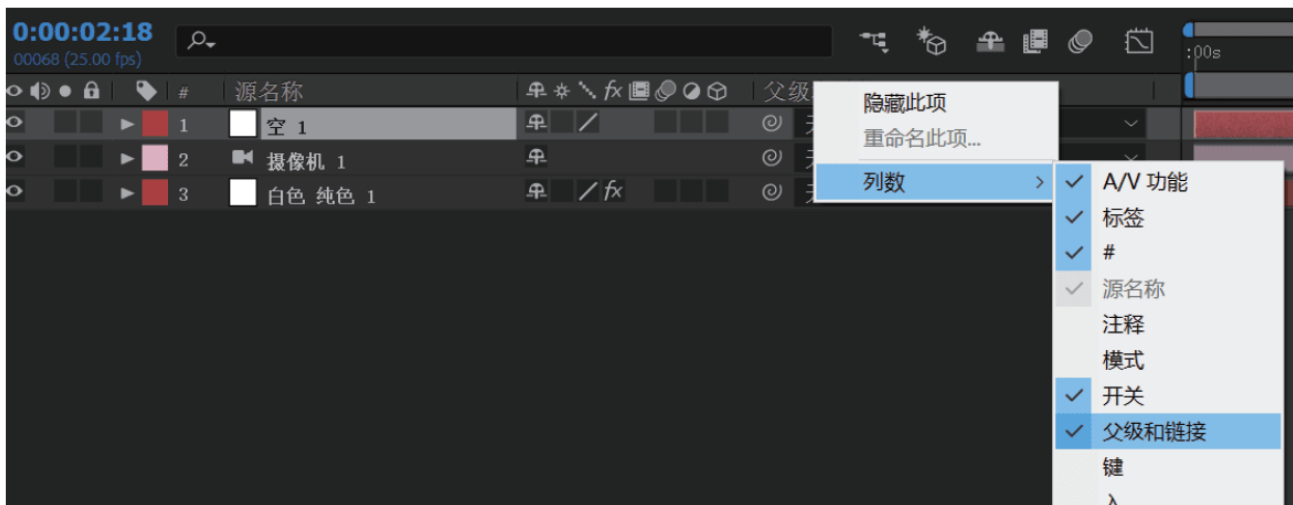 0:00:02:18
00068 (25.00 fps)
:00s
# 源名称 fx 父级
1 空 1
2 摄像机 1
3 白色 纯色 1 fx
隐藏此项
重命名此项...
列数
A/V 功能
标签
#
源名称
注释
模式
开关
父级和链接
键